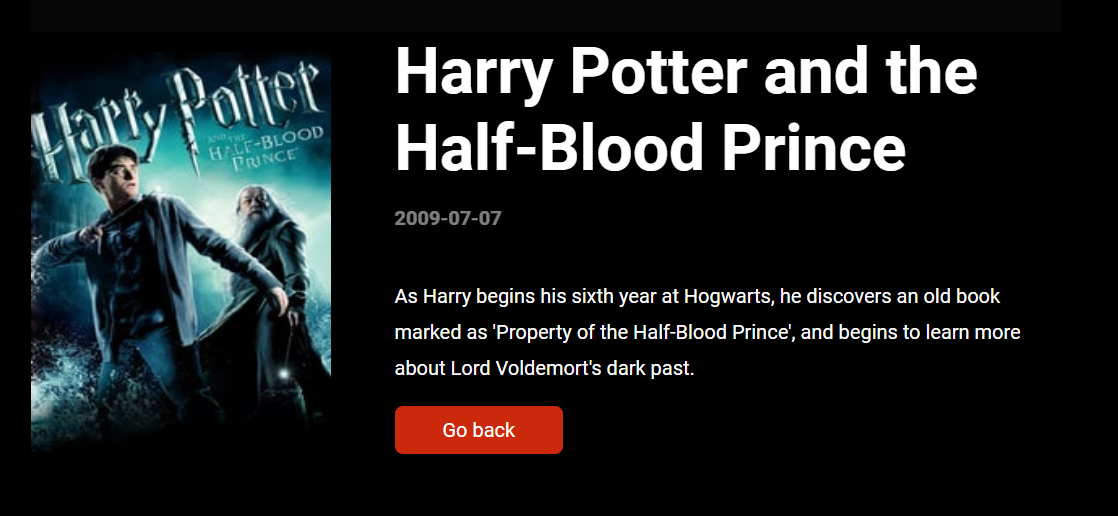 Harry Potter
AND THE
HALF-BLOOD
PRINCE
Harry Potter and the
Half-Blood Prince
2009-07-07
As Harry begins his sixth year at Hogwarts, he discovers an old book
marked as 'Property of the Half-Blood Prince', and begins to learn more
about Lord Voldemort's dark past.
Go back